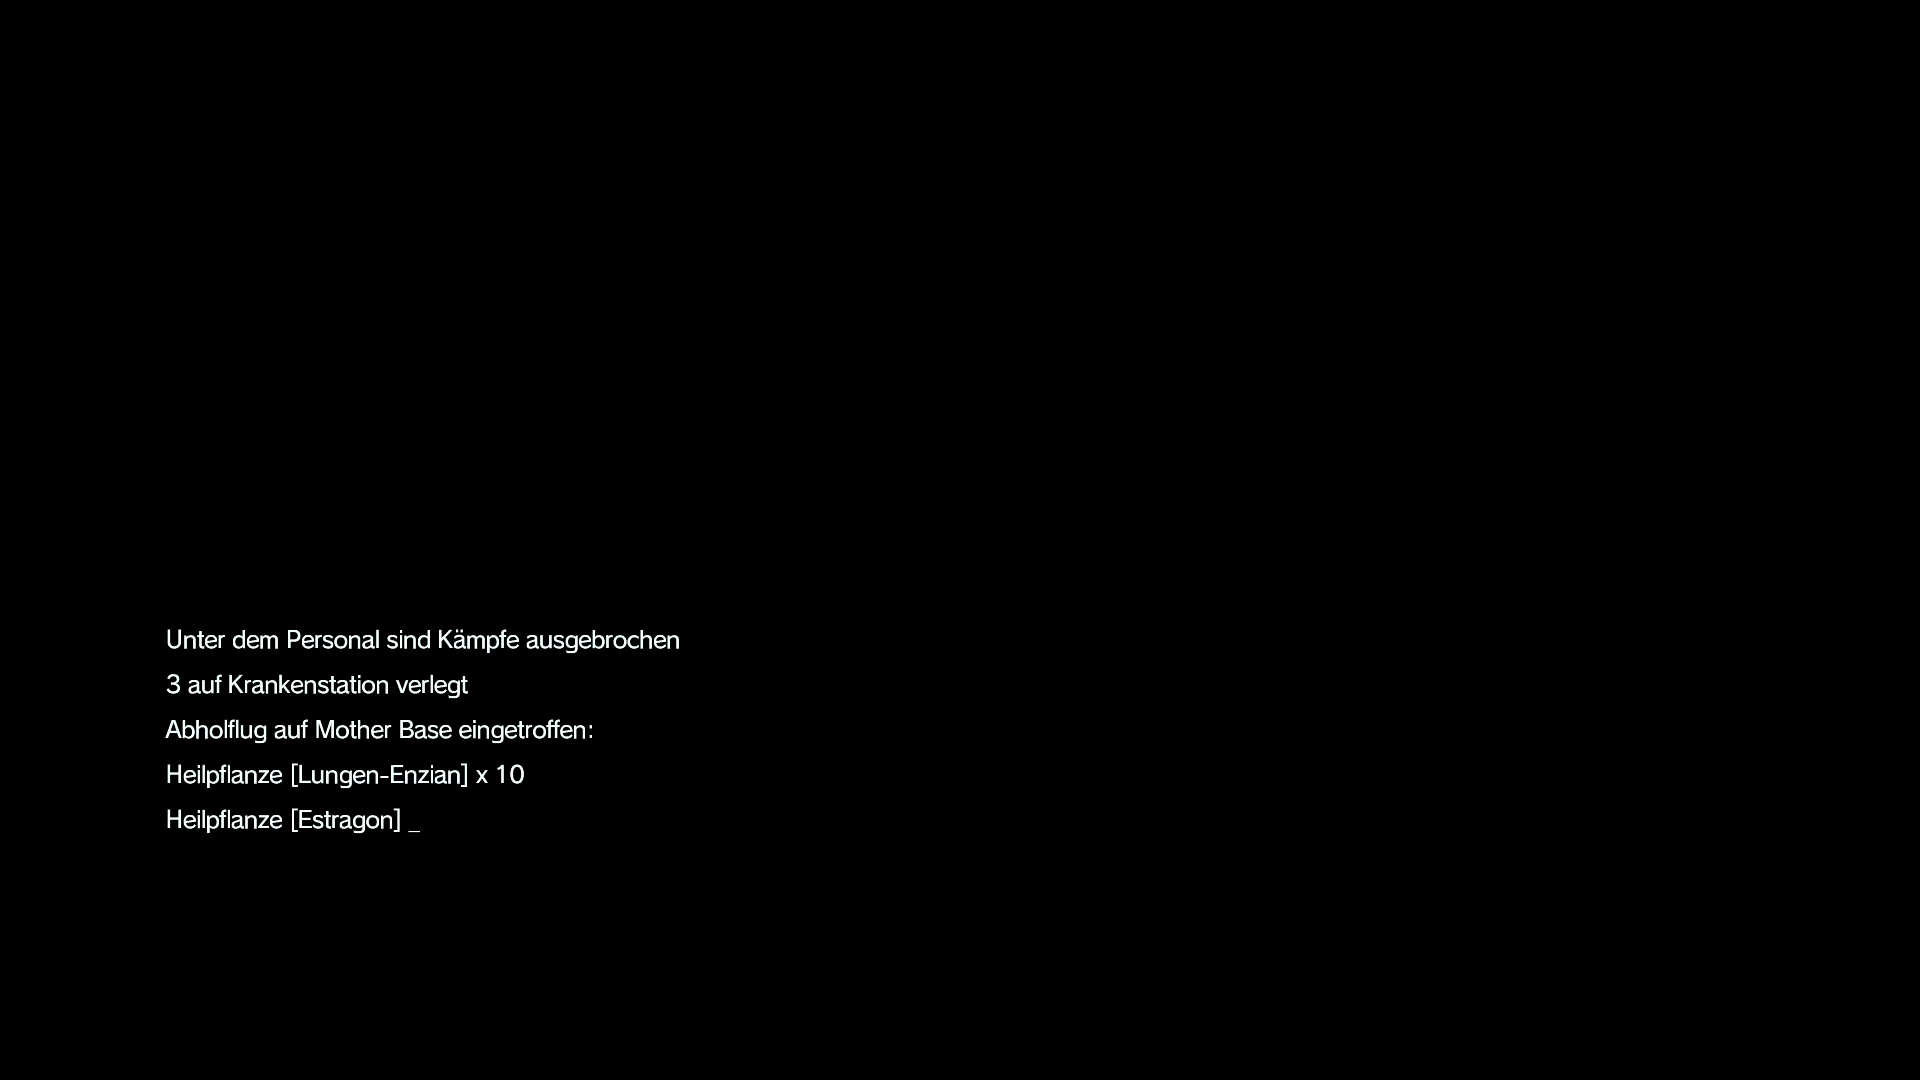 Unter dem Personal sind Kämpfe ausgebrochen
3 auf Krankenstation verlegt
Abholflug auf Mother Base eingetroffen:
Heilpflanze [Lungen-Enzian] x 10
Heilpflanze [Estragon] _